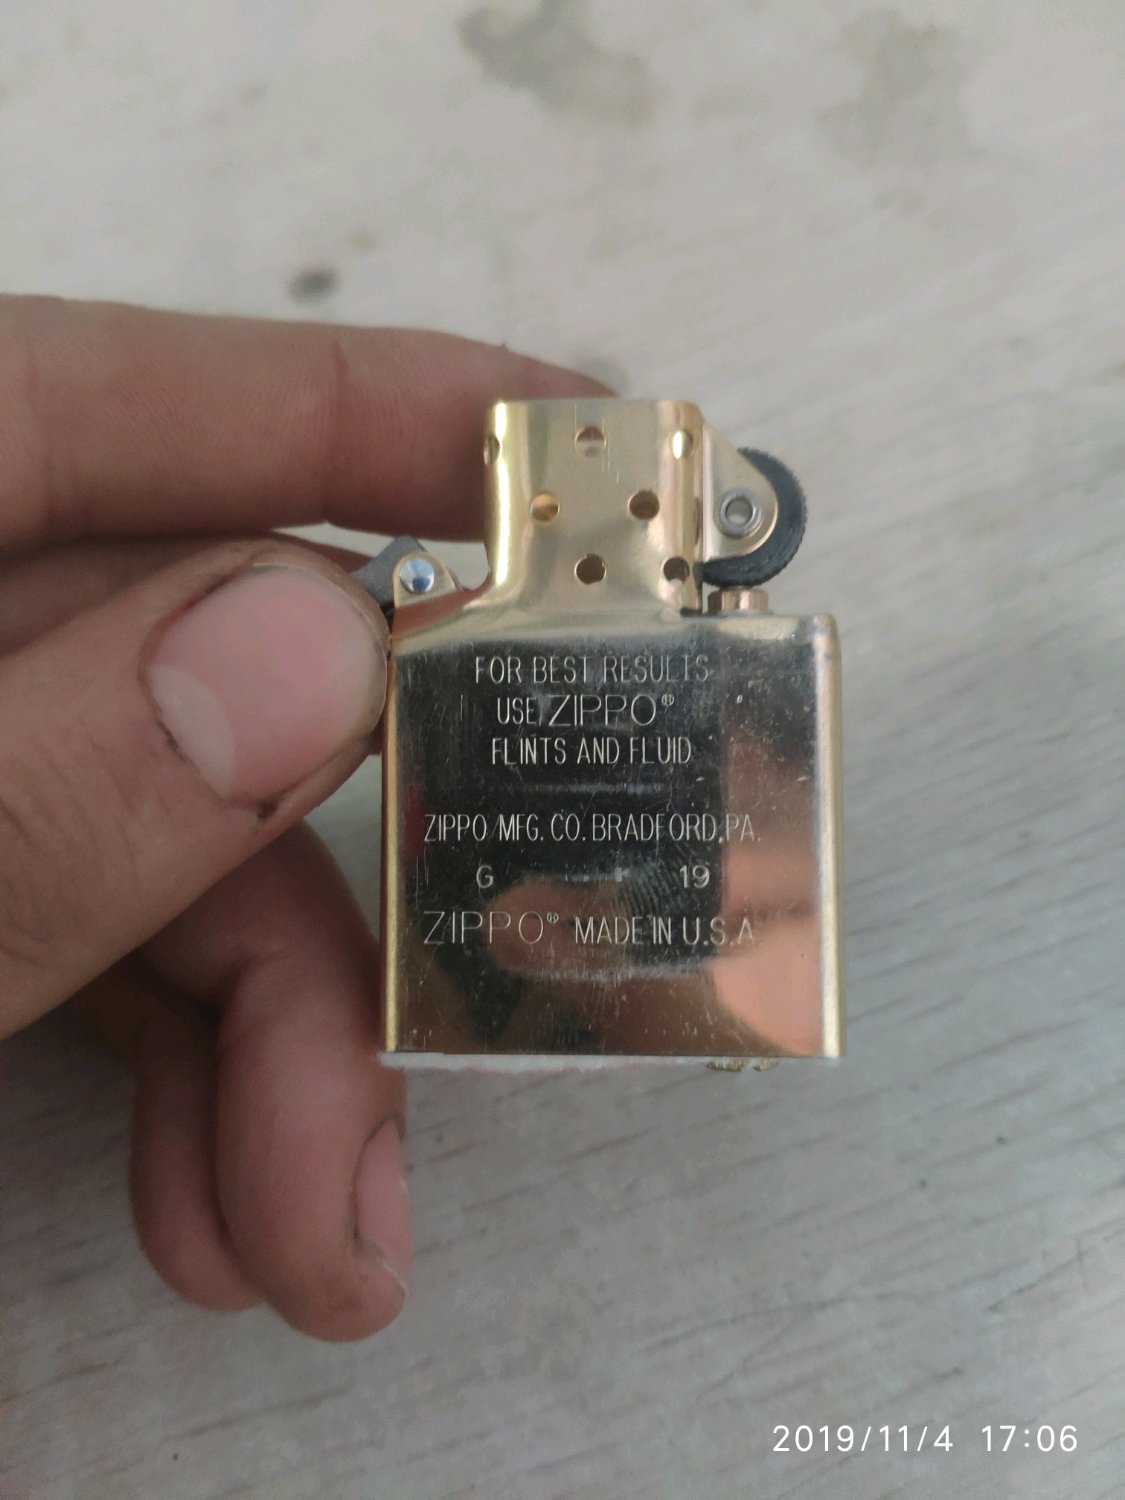 FOR BEST RESULTS
USE ZIPPO®
FLINTS AND FLUID
ZIPPO MFG. CO. BRADFORD, PA.
G 19
ZIPPO® MADE IN U.S.A.
2019/11/4 17:06